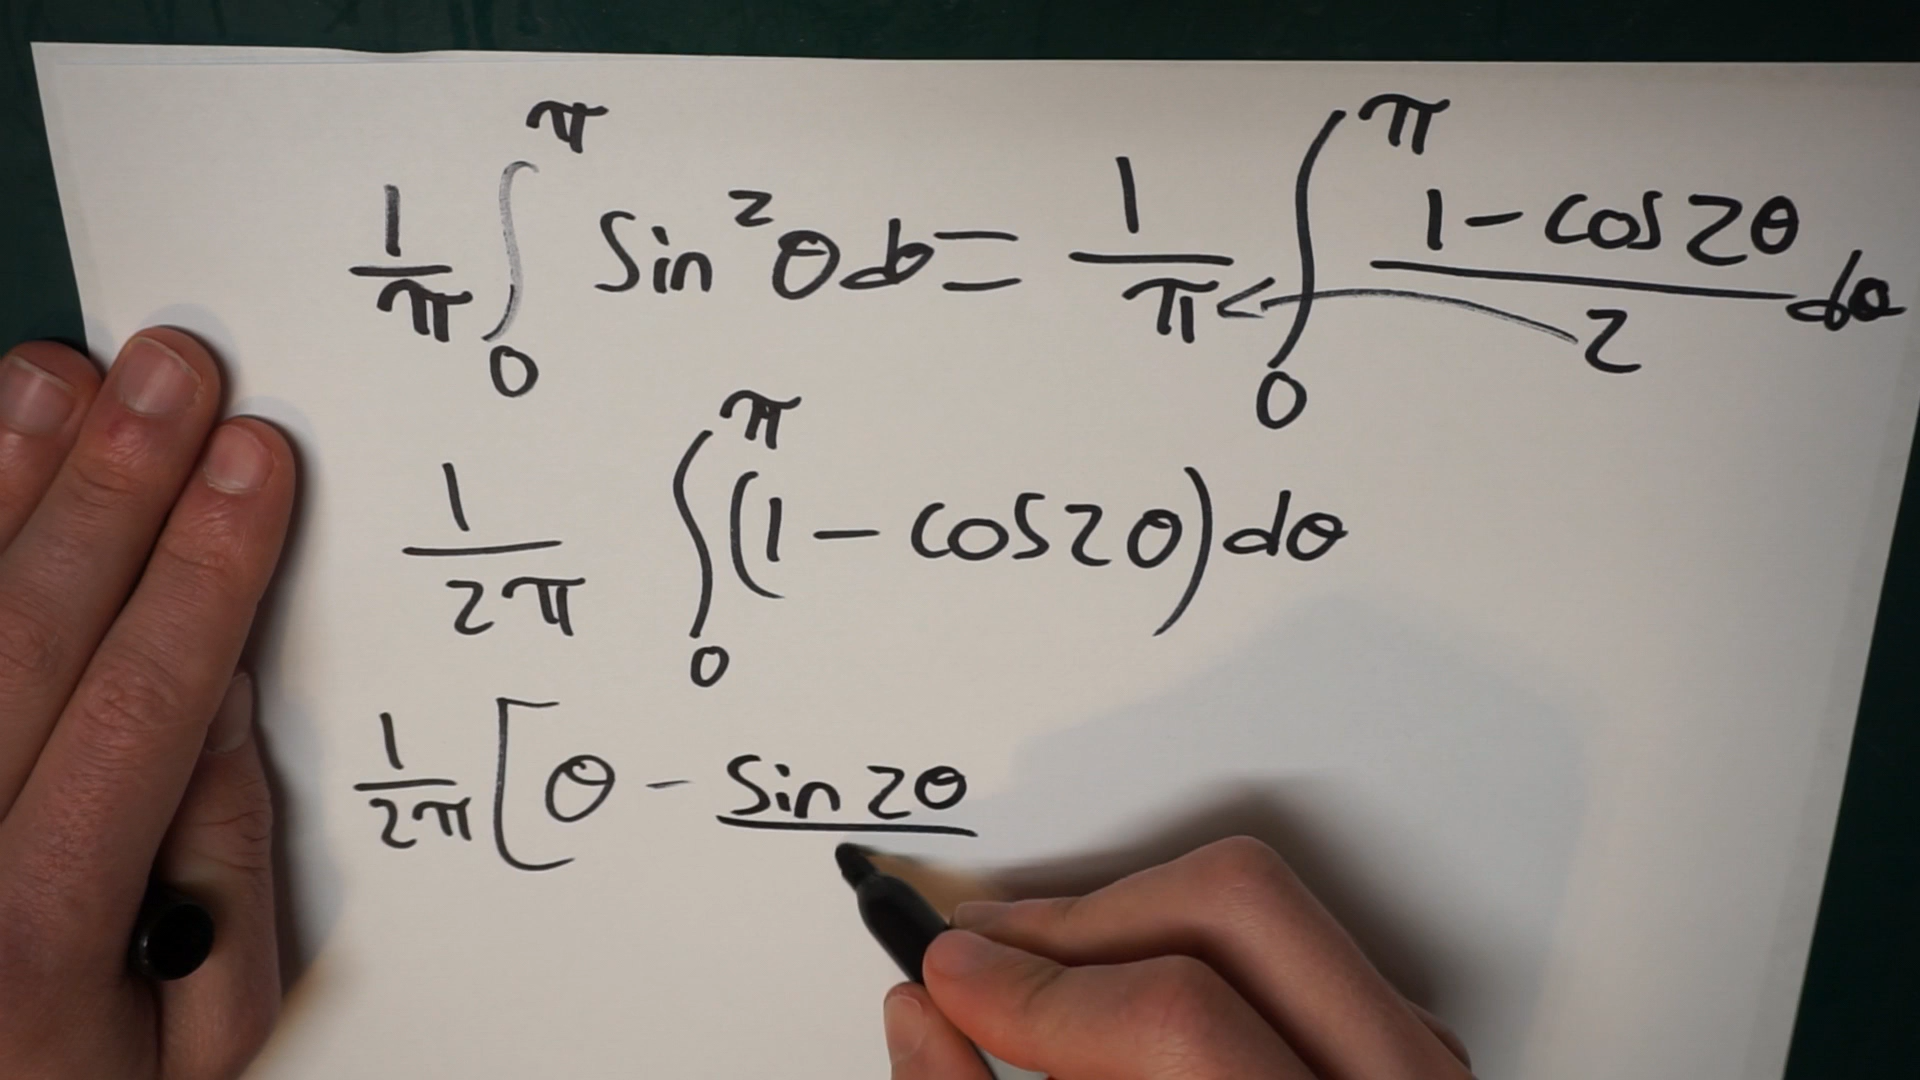 1/π ∫₀^π sin²θ dθ = 1/π ∫₀^π (1 - cos2θ)/2 dθ
1/2π ∫₀^π (1 - cos2θ) dθ
1/2π [θ - sin2θ